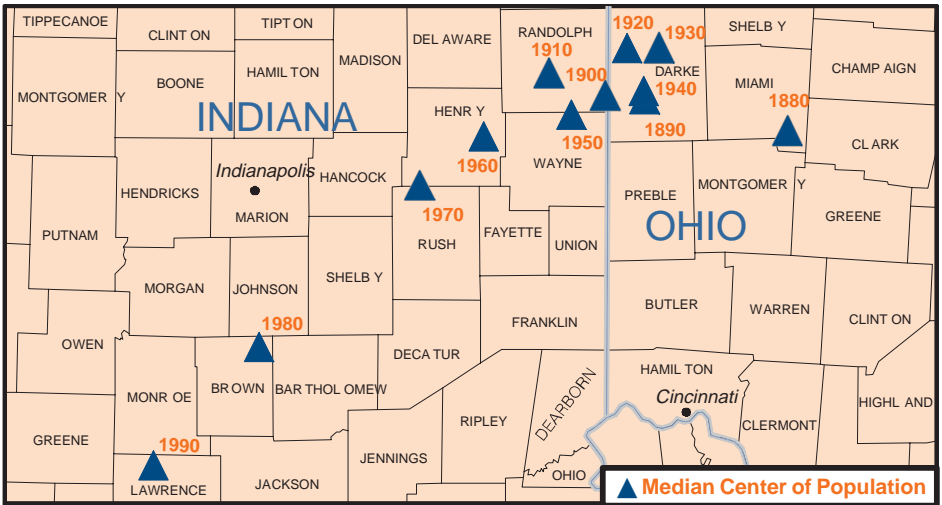 TIPPECANOE
CLINT ON
TIPT ON
DEL AWARE
RANDOLPH
1920
1930
SHELB Y
MADISON
1910
1900
DARKE
CHAMP AIGN
MONTGOMER Y
BOONE
HAMIL TON
1940
MIAMI
1880
INDIANA
HENR Y
1890
1950
CLARK
1960
WAYNE
HENDRICKS
Indianapolis
HANCOCK
PREBLE
MONTGOMER Y
MARION
1970
GREENE
PUTNAM
RUSH
FAYETTE
UNION
OHIO
MORGAN
JOHNSON
SHELB Y
BUTLER
WARREN
CLINT ON
OWEN
1980
FRANKLIN
DECA TUR
BR OWN
BAR THOL OMEW
HAMIL TON
MONR OE
DEARBORN
Cincinnati
HIGHL AND
GREENE
RIPLEY
CLERMONT
1990
JENNINGS
LAWRENCE
JACKSON
OHIO
Median Center of Population